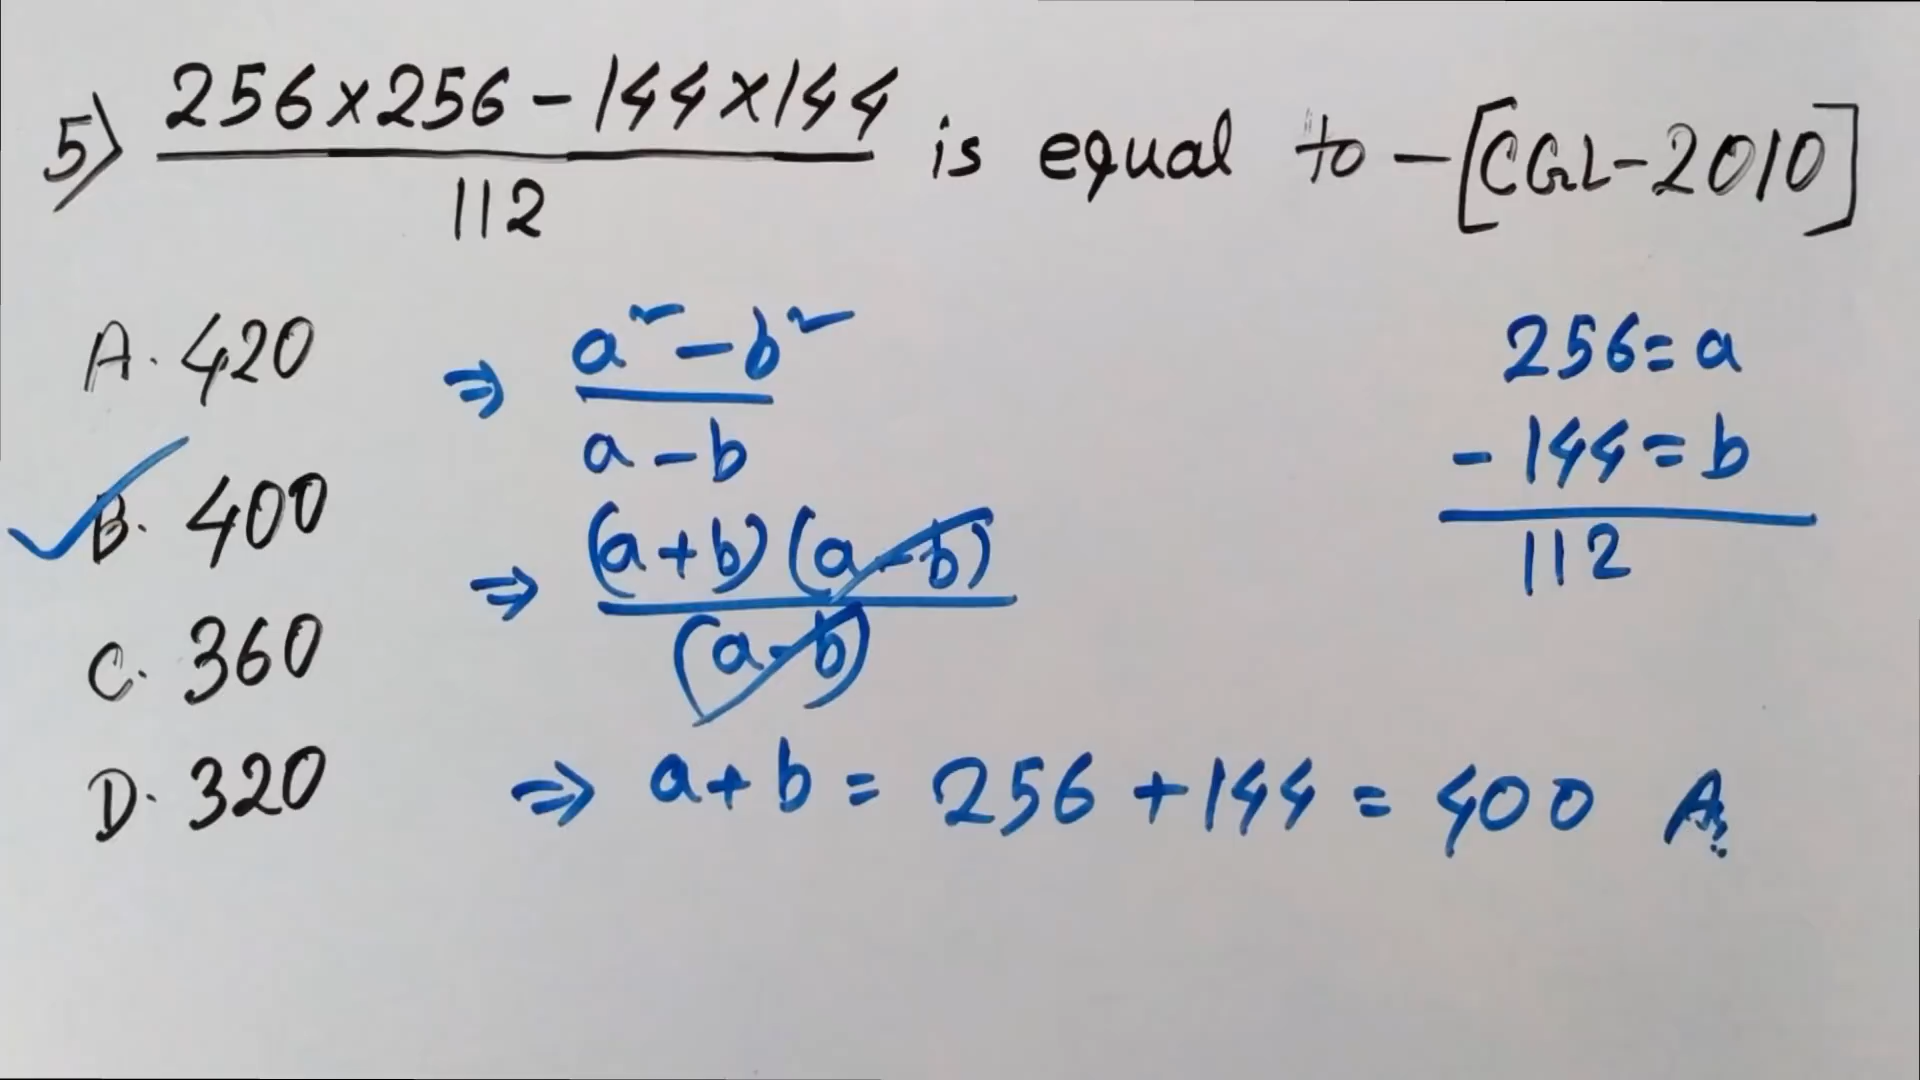 5) 256×256-144×144 / 112 is equal to - [CGL-2010]
A. 420
B. 400
C. 360
D. 320
⇒ a²-b² / a-b
⇒ (a+b)(a-b) / (a-b)
⇒ a+b = 256+144 = 400 Ans
256=a
-144=b
112